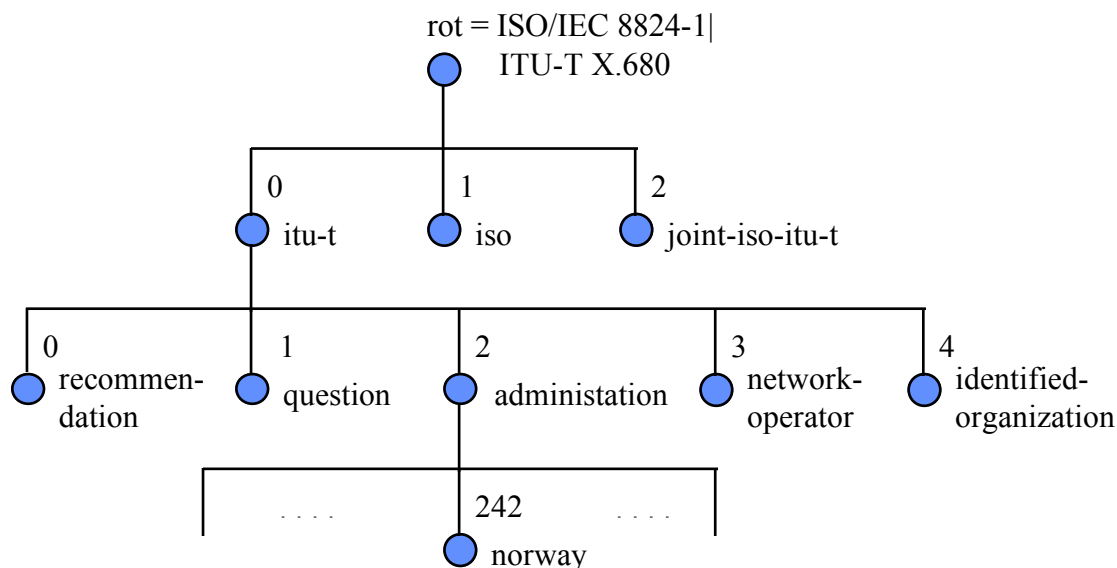 rot = ISO/IEC 8824-1|
ITU-T X.680
0 1 2
itu-t iso joint-iso-itu-t
0 1 2 3 4
recommen-
dation
question
administation
network-
operator
identified-
organization
. . . . 242 . . . .
norway